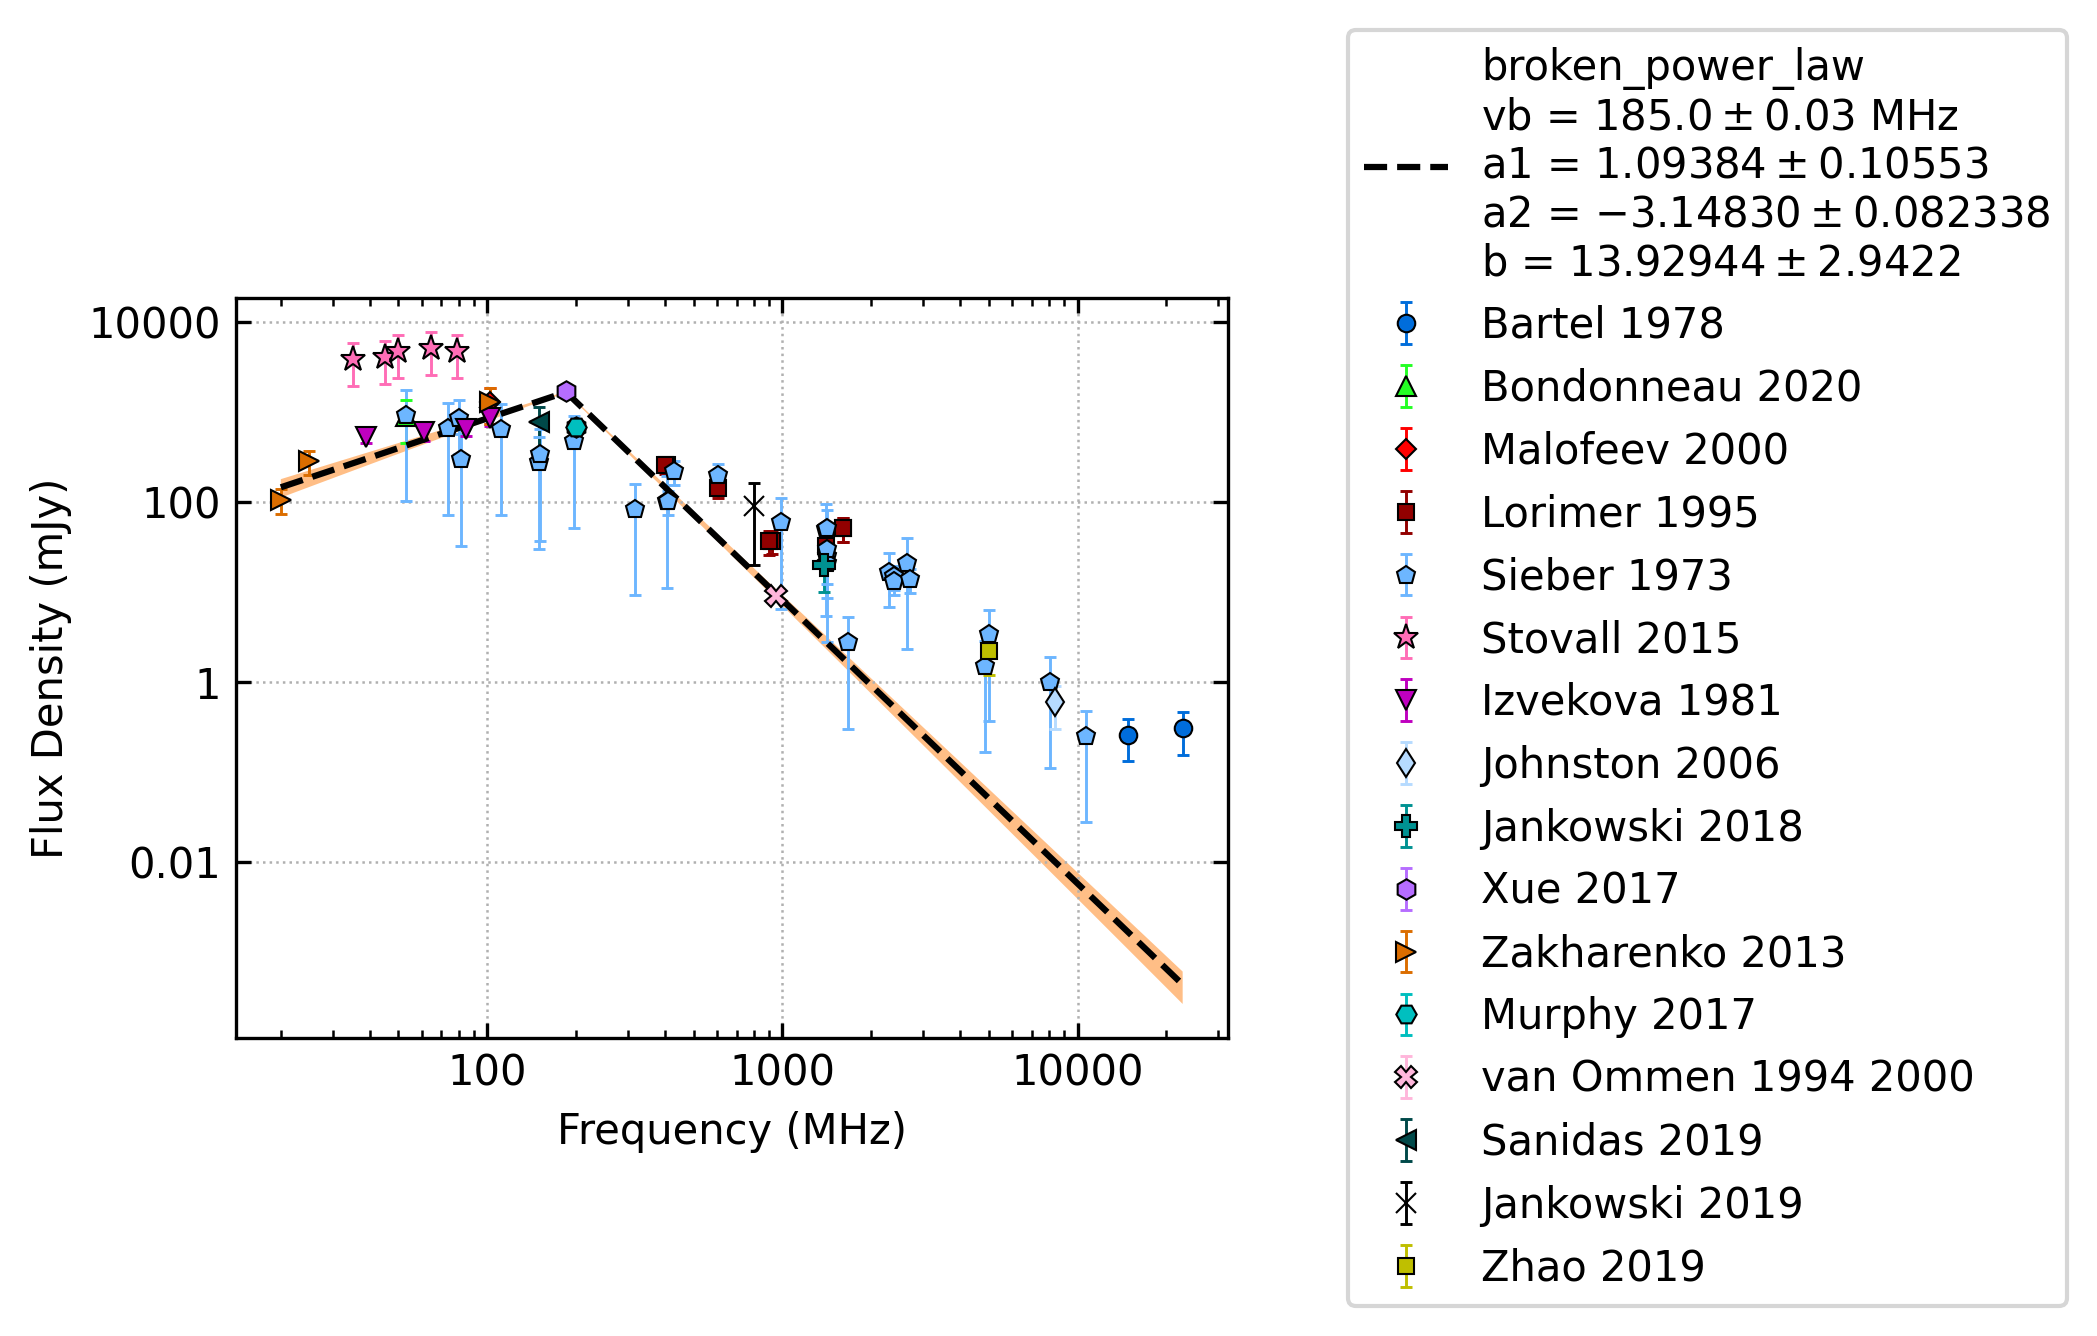 broken_power_law
vb = 185.0 ± 0.03 MHz
a1 = 1.09384 ± 0.10553
a2 = −3.14830 ± 0.082338
b = 13.92944 ± 2.9422
Bartel 1978
Bondonneau 2020
Malofeev 2000
Lorimer 1995
Sieber 1973
Stovall 2015
Izvekova 1981
Johnston 2006
Jankowski 2018
Xue 2017
Zakharenko 2013
Murphy 2017
van Ommen 1994 2000
Sanidas 2019
Jankowski 2019
Zhao 2019
10000
100
1
0.01
Flux Density (mJy)
100 1000 10000
Frequency (MHz)